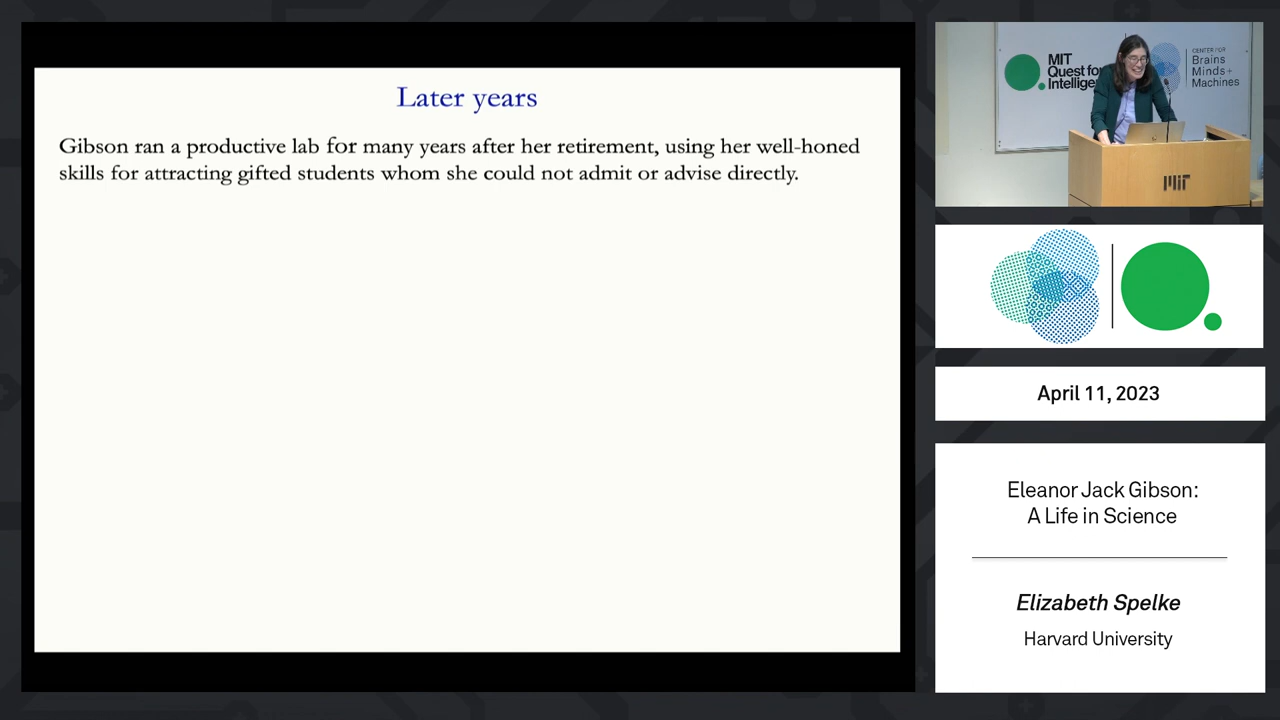 Later years
Gibson ran a productive lab for many years after her retirement, using her well-honed
skills for attracting gifted students whom she could not admit or advise directly.
MIT
Quest for
Intelligen
CENTER FOR
Brains
Minds+
Machines
MIT
April 11, 2023
Eleanor Jack Gibson:
A Life in Science
Elizabeth Spelke
Harvard University